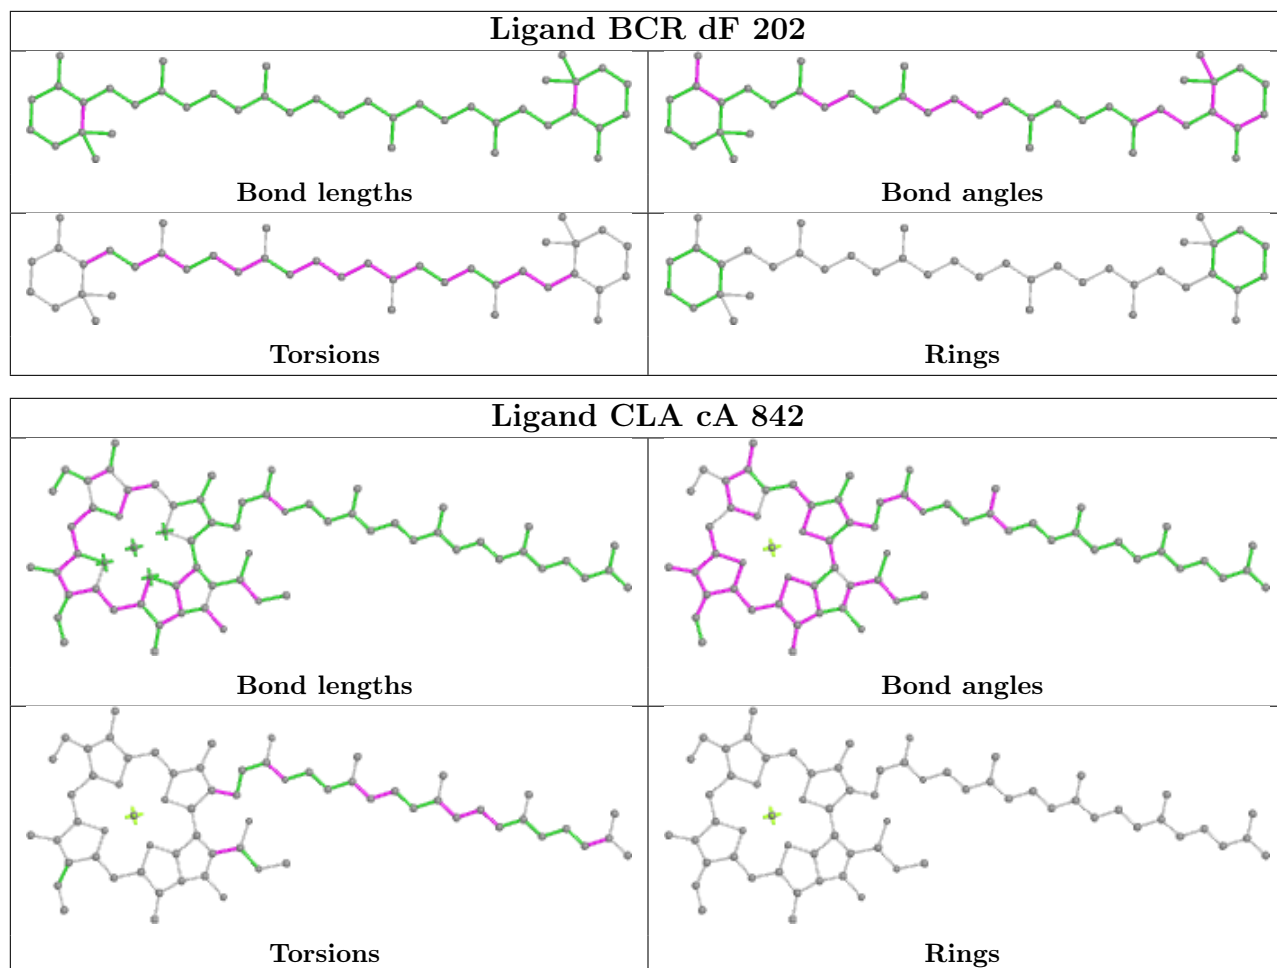 Ligand BCR dF 202
Bond lengths
Bond angles
Torsions
Rings
Ligand CLA cA 842
Bond lengths
Bond angles
Torsions
Rings